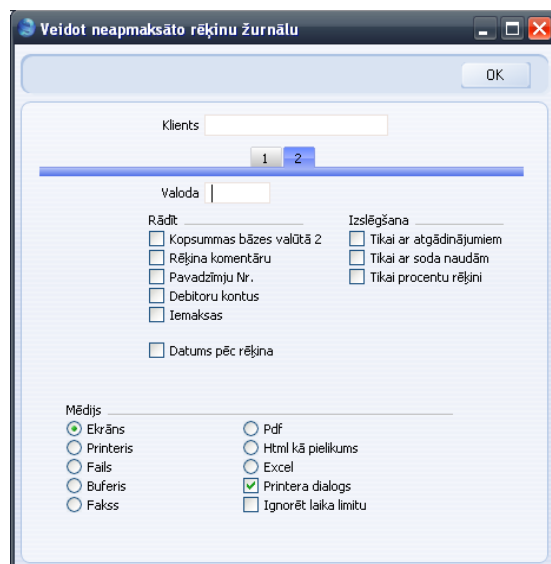 Veidot neapmaksāto rēķinu žurnālu
OK
Klients
1 2
Valoda
Rādīt Izslēgšana
Kopsummas bāzes valūtā 2 Tikai ar atgādinājumiem
Rēķina komentāru Tikai ar soda naudām
Pavadzīmju Nr. Tikai procentu rēķini
Debitoru kontus
Iemaksas
Datums pēc rēķina
Mēdijs
Ekrāns Pdf
Printeris Html kā pielikums
Fails Excel
Buferis Printera dialogs
Fakss Ignorēt laika limitu